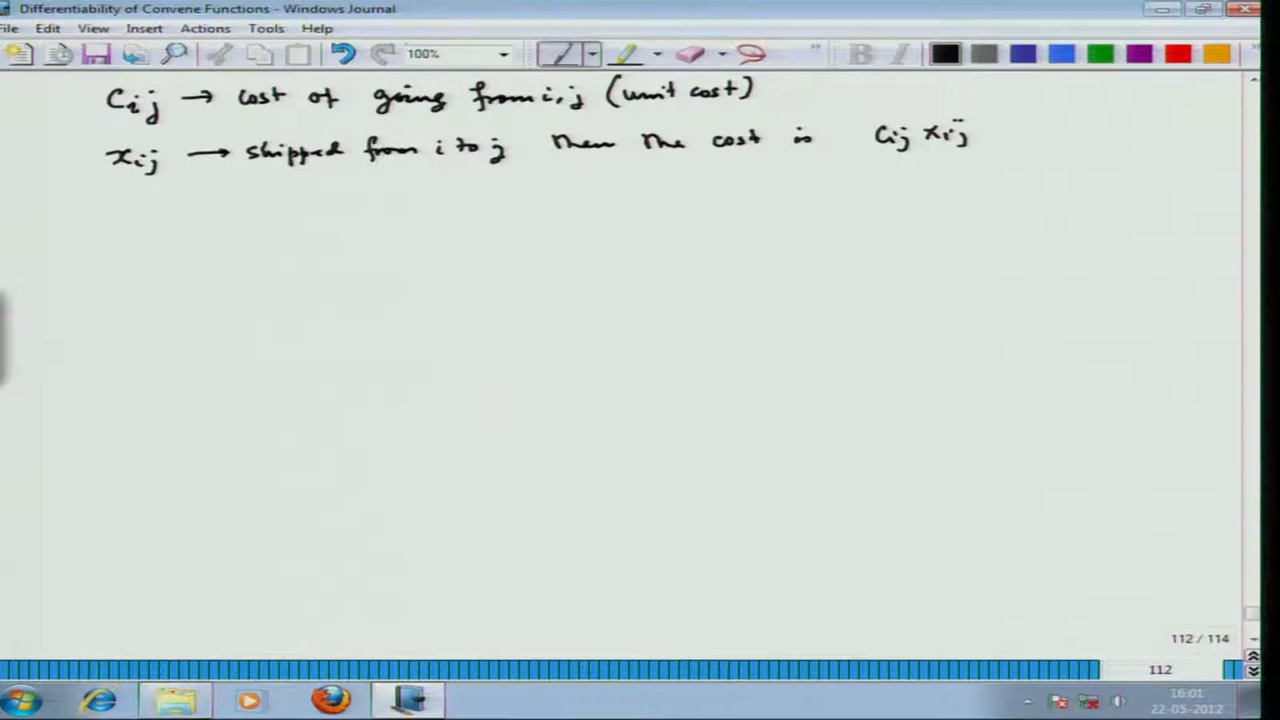 Differentiability of Convene Functions - Windows Journal
File Edit View Insert Actions Tools Help
100%
Cij → cost of going from i, j (unit cost)
xij → shipped from i to j then the cost is Cij xij
112 / 114
112
16:01
22-05-2012